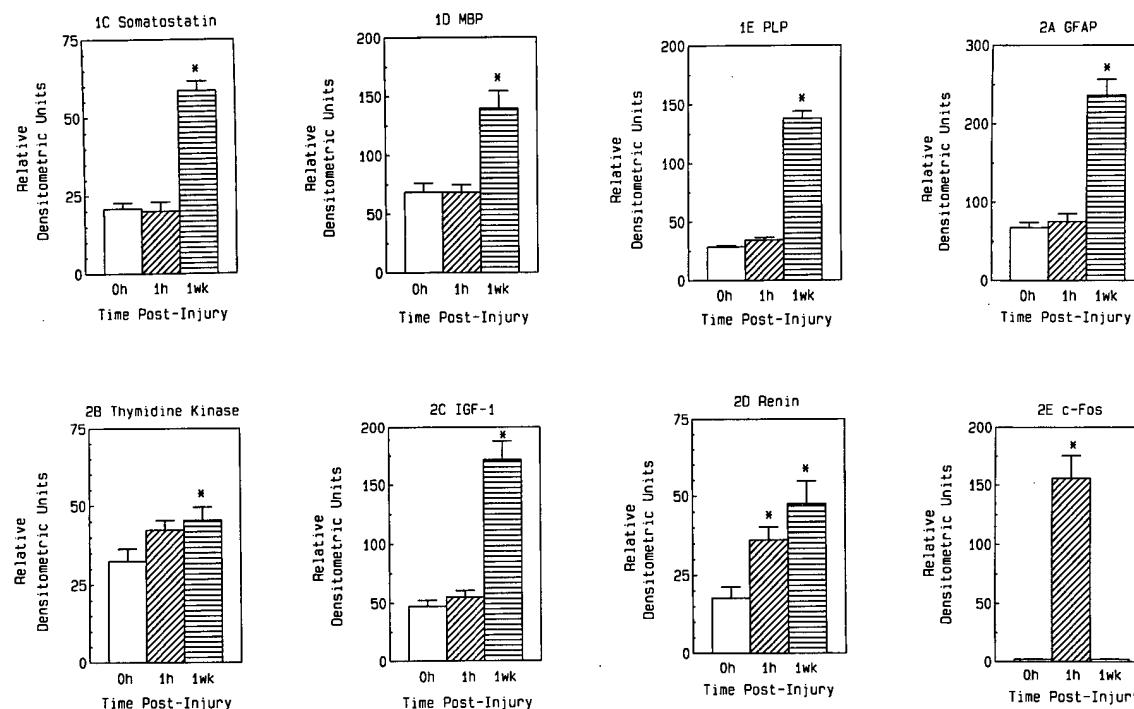 1C Somatostatin
75
50
25
0
Relative
Densitometric Units
*
0h 1h 1wk
Time Post-Injury
1D MBP
200
150
100
75
50
0
Relative
Densitometric Units
*
0h 1h 1wk
Time Post-Injury
1E PLP
200
150
100
50
0
Relative
Densitometric Units
*
0h 1h 1wk
Time Post-Injury
2A GFAP
300
200
100
0
Relative
Densitometric Units
*
0h 1h 1wk
Time Post-Injury
2B Thymidine Kinase
75
50
25
0
Relative
Densitometric Units
*
0h 1h 1wk
Time Post-Injury
2C IGF-1
200
150
100
50
0
Relative
Densitometric Units
*
0h 1h 1wk
Time Post-Injury
2D Renin
75
50
25
0
Relative
Densitometric Units
* *
0h 1h 1wk
Time Post-Injury
2E c-Fos
200
150
100
50
0
Relative
Densitometric Units
*
0h 1h 1wk
Time Post-Injury